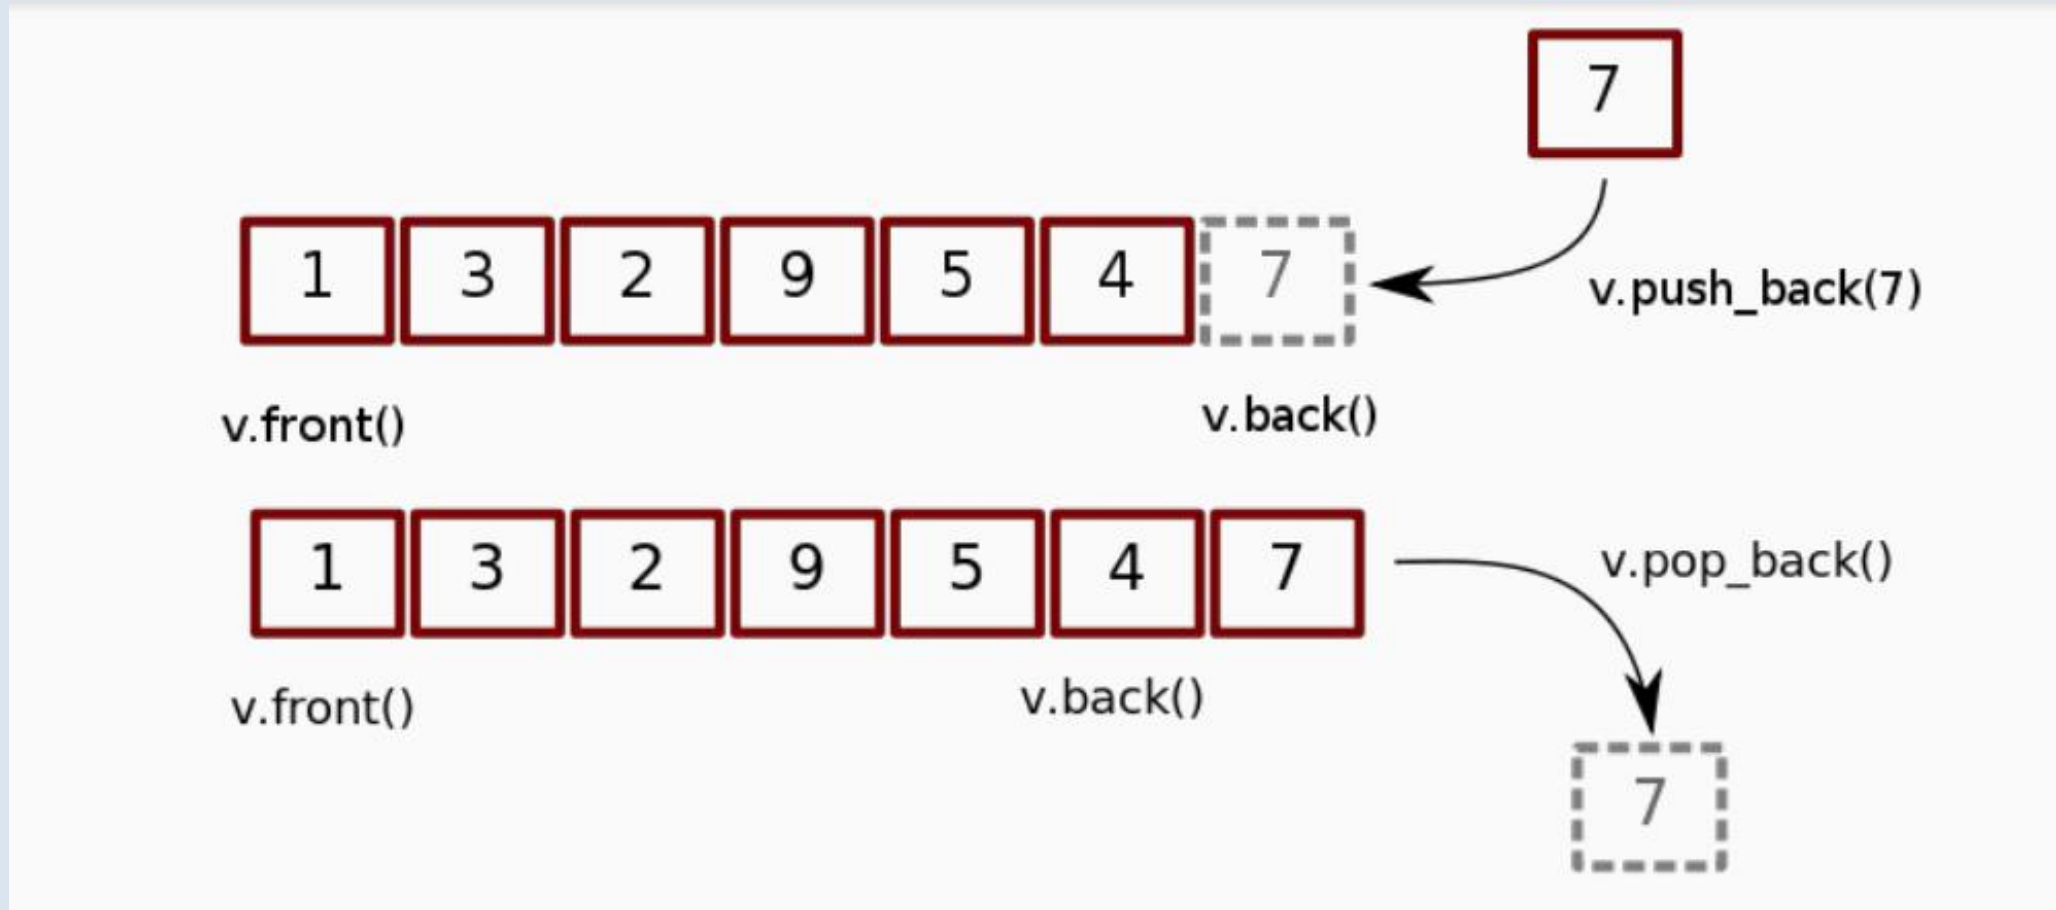 7
1 3 2 9 5 4 7
v.push_back(7)
v.front() v.back()
1 3 2 9 5 4 7
v.pop_back()
v.front() v.back()
7